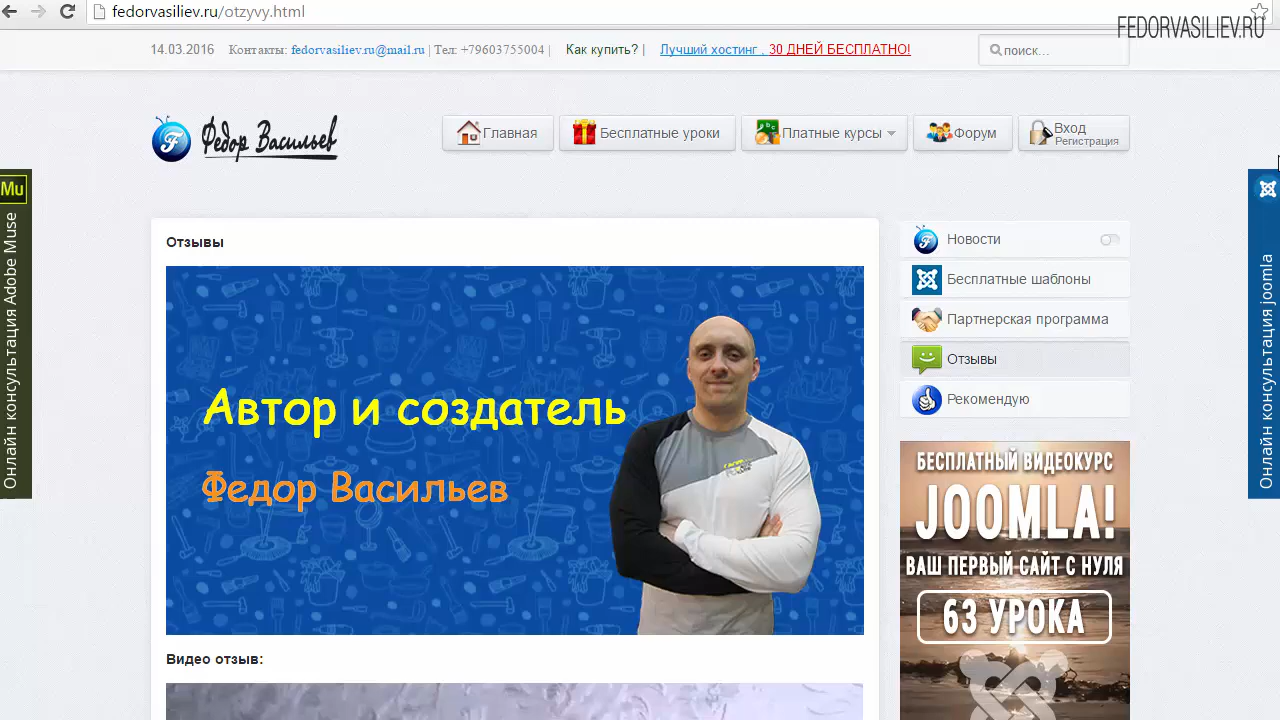 fedorvasiliev.ru/otzyvy.html
FEDORVASILIEV.RU
14.03.2016 Контакты: fedorvasiliev.ru@mail.ru | Тел: +79603755004 | Как купить? | Лучший хостинг . 30 ДНЕЙ БЕСПЛАТНО! поиск...
Федор Васильев
Главная Бесплатные уроки Платные курсы Форум Вход
Регистрация
Mu
Онлайн консультация Adobe Muse
Онлайн консультация joomla
Отзывы
Автор и создатель
Федор Васильев
Видео отзыв:
Новости
Бесплатные шаблоны
Партнерская программа
Отзывы
Рекомендую
БЕСПЛАТНЫЙ ВИДЕОКУРС
JOOMLA!
ВАШ ПЕРВЫЙ САЙТ С НУЛЯ
63 УРОКА